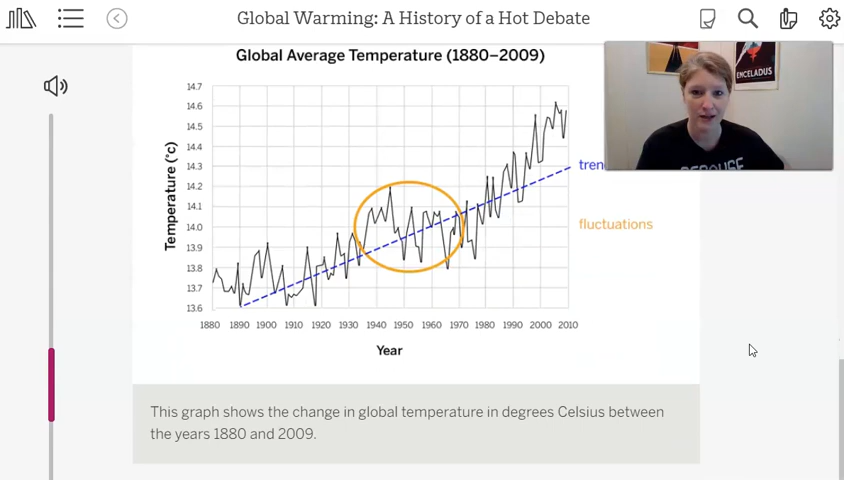 Global Warming: A History of a Hot Debate
Global Average Temperature (1880–2009)
ENCELADUS
BECAUSE
Temperature (°c)
14.7
14.6
14.5
14.4
14.3
14.2
14.1
14.0
13.9
13.8
13.7
13.6
fluctuations
1880 1890 1900 1910 1920 1930 1940 1950 1960 1970 1980 1990 2000 2010
Year
This graph shows the change in global temperature in degrees Celsius between
the years 1880 and 2009.